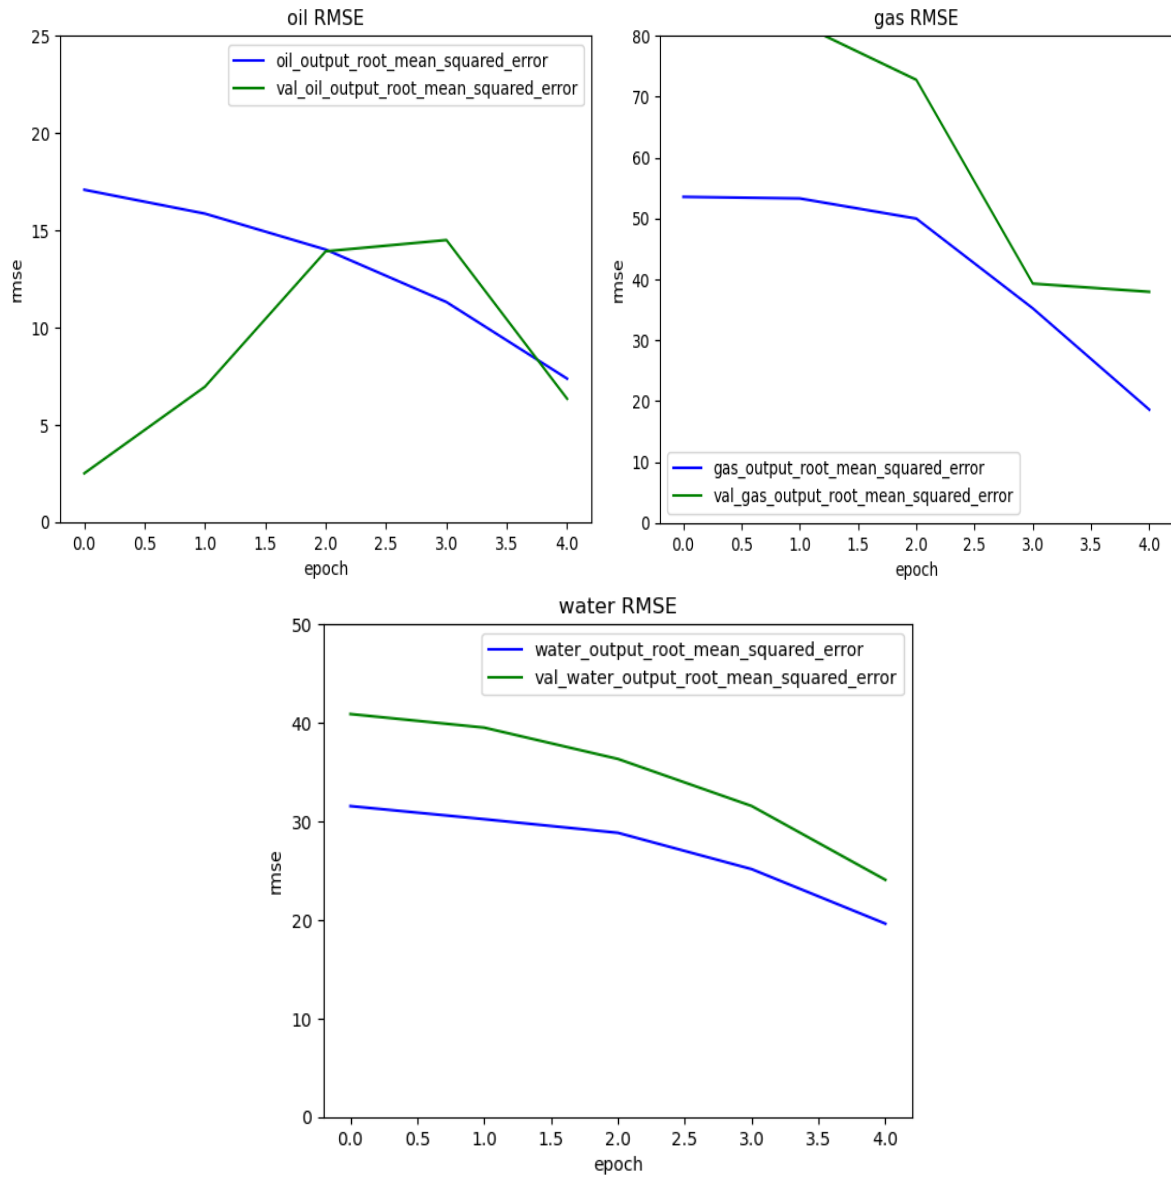 oil RMSE
25
20
15
10
5
0
rmse
oil_output_root_mean_squared_error
val_oil_output_root_mean_squared_error
0.0 0.5 1.0 1.5 2.0 2.5 3.0 3.5 4.0
epoch
gas RMSE
80
70
60
50
40
30
20
10
0
rmse
gas_output_root_mean_squared_error
val_gas_output_root_mean_squared_error
0.0 0.5 1.0 1.5 2.0 2.5 3.0 3.5 4.0
epoch
water RMSE
50
40
30
20
10
0
rmse
water_output_root_mean_squared_error
val_water_output_root_mean_squared_error
0.0 0.5 1.0 1.5 2.0 2.5 3.0 3.5 4.0
epoch